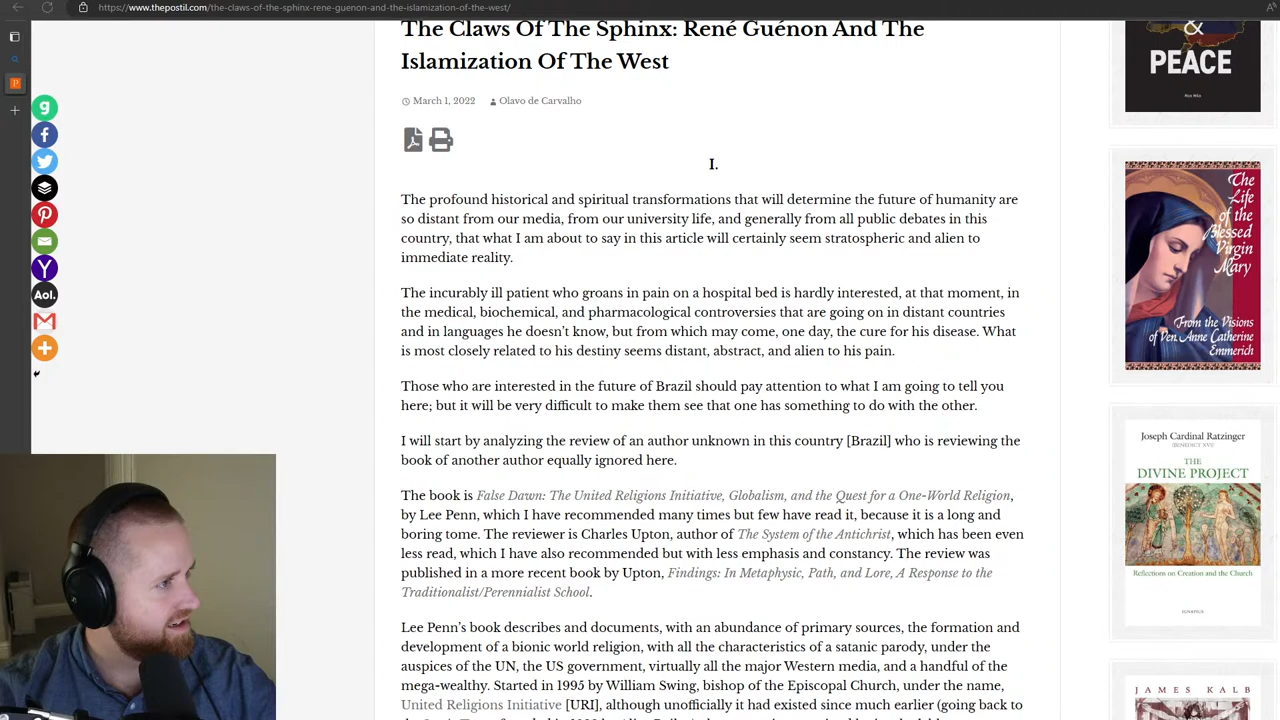 https://www.thepostil.com/the-claws-of-the-sphinx-rene-guenon-and-the-islamization-of-the-west/
The Claws Of The Sphinx: René Guénon And The
Islamization Of The West
March 1, 2022 Olavo de Carvalho
I.
The profound historical and spiritual transformations that will determine the future of humanity are
so distant from our media, from our university life, and generally from all public debates in this
country, that what I am about to say in this article will certainly seem stratospheric and alien to
immediate reality.
The incurably ill patient who groans in pain on a hospital bed is hardly interested, at that moment, in
the medical, biochemical, and pharmacological controversies that are going on in distant countries
and in languages he doesn't know, but from which may come, one day, the cure for his disease. What
is most closely related to his destiny seems distant, abstract, and alien to his pain.
Those who are interested in the future of Brazil should pay attention to what I am going to tell you
here; but it will be very difficult to make them see that one has something to do with the other.
I will start by analyzing the review of an author unknown in this country [Brazil] who is reviewing the
book of another author equally ignored here.
The book is False Dawn: The United Religions Initiative, Globalism, and the Quest for a One-World Religion,
by Lee Penn, which I have recommended many times but few have read it, because it is a long and
boring tome. The reviewer is Charles Upton, author of The System of the Antichrist, which has been even
less read, which I have also recommended but with less emphasis and constancy. The review was
published in a more recent book by Upton, Findings: In Metaphysic, Path, and Lore, A Response to the
Traditionalist/Perennialist School.
Lee Penn's book describes and documents, with an abundance of primary sources, the formation and
development of a bionic world religion, with all the characteristics of a satanic parody, under the
auspices of the UN, the US government, virtually all the major Western media, and a handful of the
mega-wealthy. Started in 1995 by William Swing, bishop of the Episcopal Church, under the name,
United Religions Initiative [URI], although unofficially it had existed since much earlier (going back to
g
f
Y
Aol.
M
&
PEACE
The
Life
of the
Blessed
Virgin
Mary
From the Visions
of Ven. Anne Catherine
Emmerich
Joseph Cardinal Ratzinger
(BENEDICT XVI)
THE
DIVINE PROJECT
Reflections on Creation and the Church
IGNATIUS
JAMES KALB